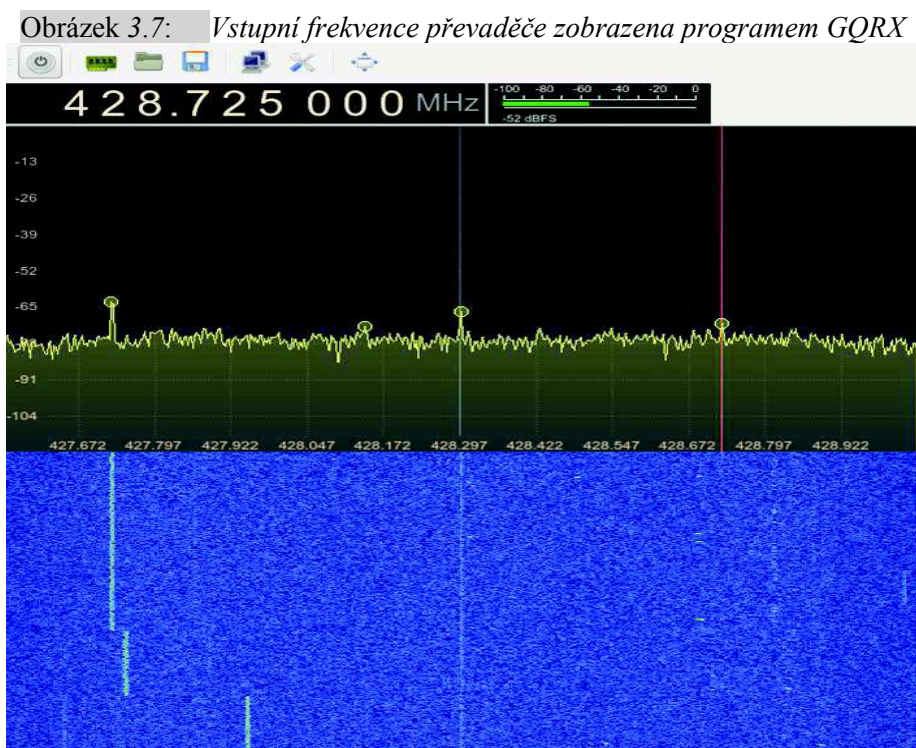 Obrázek 3.7: Vstupní frekvence převaděče zobrazena programem GQRX
428.725 000 MHz
-100 -80 -60 -40 -20 0
-52 dBFS
-13
-26
-39
-52
-65
-91
-104
427.672 427.797 427.922 428.047 428.172 428.297 428.422 428.547 428.672 428.797 428.922